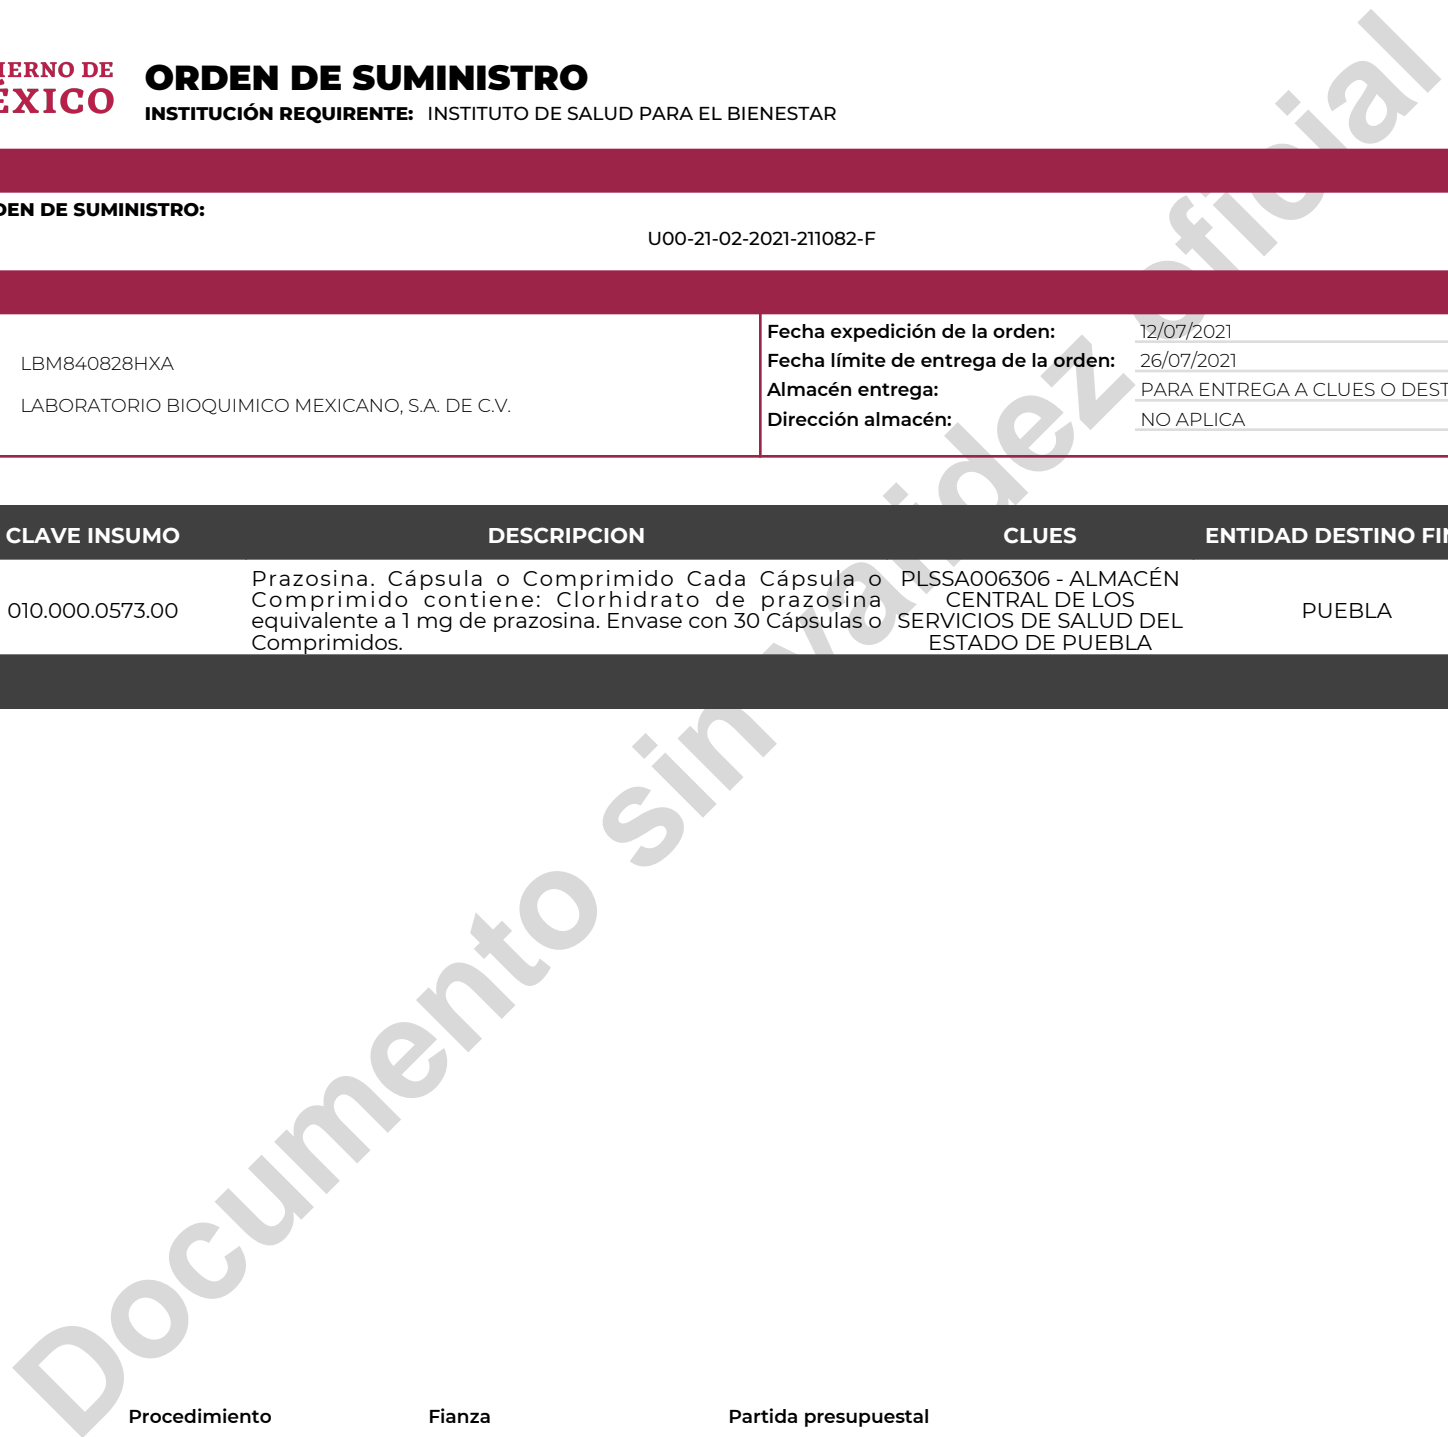 IERNO DE
ÉXICO
ORDEN DE SUMINISTRO
INSTITUCIÓN REQUIRENTE: INSTITUTO DE SALUD PARA EL BIENESTAR
DEN DE SUMINISTRO:
U00-21-02-2021-211082-F
LBM840828HXA
LABORATORIO BIOQUIMICO MEXICANO, S.A. DE C.V.
Fecha expedición de la orden: 12/07/2021
Fecha límite de entrega de la orden: 26/07/2021
Almacén entrega: PARA ENTREGA A CLUES O DEST
Dirección almacén: NO APLICA
CLAVE INSUMO DESCRIPCION CLUES ENTIDAD DESTINO FIN
010.000.0573.00
Prazosina. Cápsula o Comprimido Cada Cápsula o
Comprimido contiene: Clorhidrato de prazosina
equivalente a 1 mg de prazosina. Envase con 30 Cápsulas o
Comprimidos.
PLSSA006306 - ALMACÉN
CENTRAL DE LOS
SERVICIOS DE SALUD DEL
ESTADO DE PUEBLA
PUEBLA
Documento sin validez oficial
Procedimiento Fianza Partida presupuestal